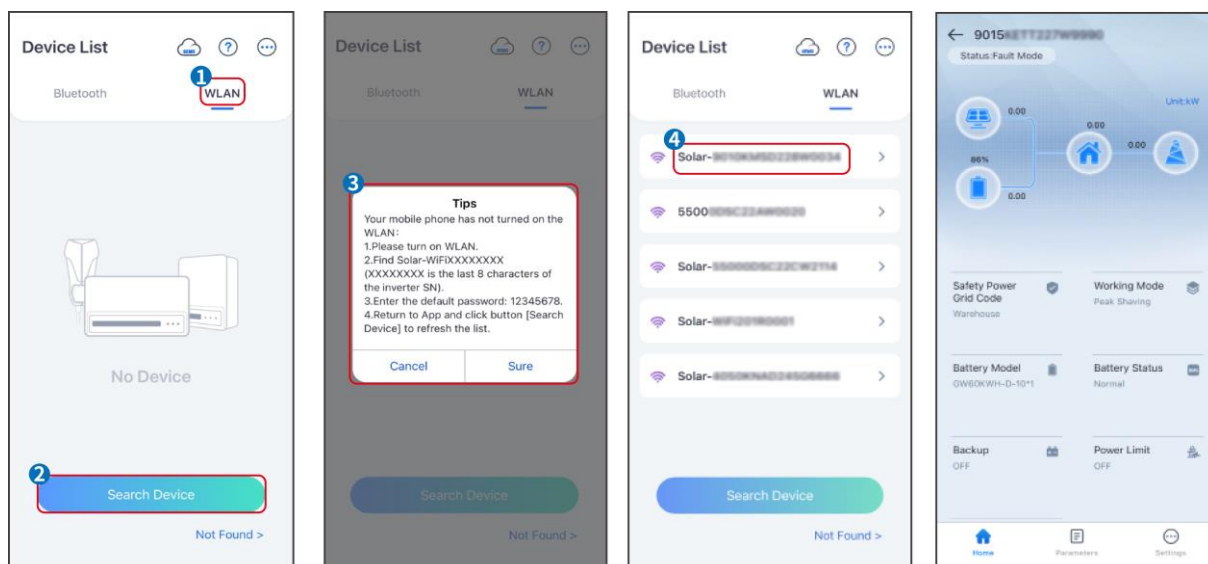 Device List
Bluetooth
1
WLAN
No Device
2
Search Device
Not Found >
Device List
Bluetooth
WLAN
3
Tips
Your mobile phone has not turned on the
WLAN:
1.Please turn on WLAN.
2.Find Solar-WiFiXXXXXXXX
(XXXXXXXX is the last 8 characters of
the inverter SN).
3.Enter the default password: 12345678.
4.Return to App and click button [Search
Device] to refresh the list.
Cancel
Sure
Search Device
Not Found >
Device List
Bluetooth
WLAN
4
Solar-
5500
Solar-
Solar-
Solar-
Search Device
Not Found >
9015
Status:Fault Mode
Unit:kW
0.00
0.00
0.00
86%
0.00
Safety Power
Grid Code
Warehouse
Working Mode
Peak Shaving
Battery Model
GW60KWH-D-10*1
Battery Status
Normal
Backup
OFF
Power Limit
OFF
Home
Parameters
Settings